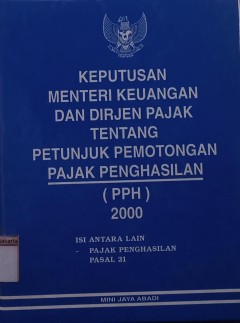 KEPUTUSAN
MENTERI KEUANGAN
DAN DIRJEN PAJAK
TENTANG
PETUNJUK PEMOTONGAN
PAJAK PENGHASILAN
( PPH )
2000
ISI ANTARA LAIN
- PAJAK PENGHASILAN
PASAL 21
MINI JAYA ABADI